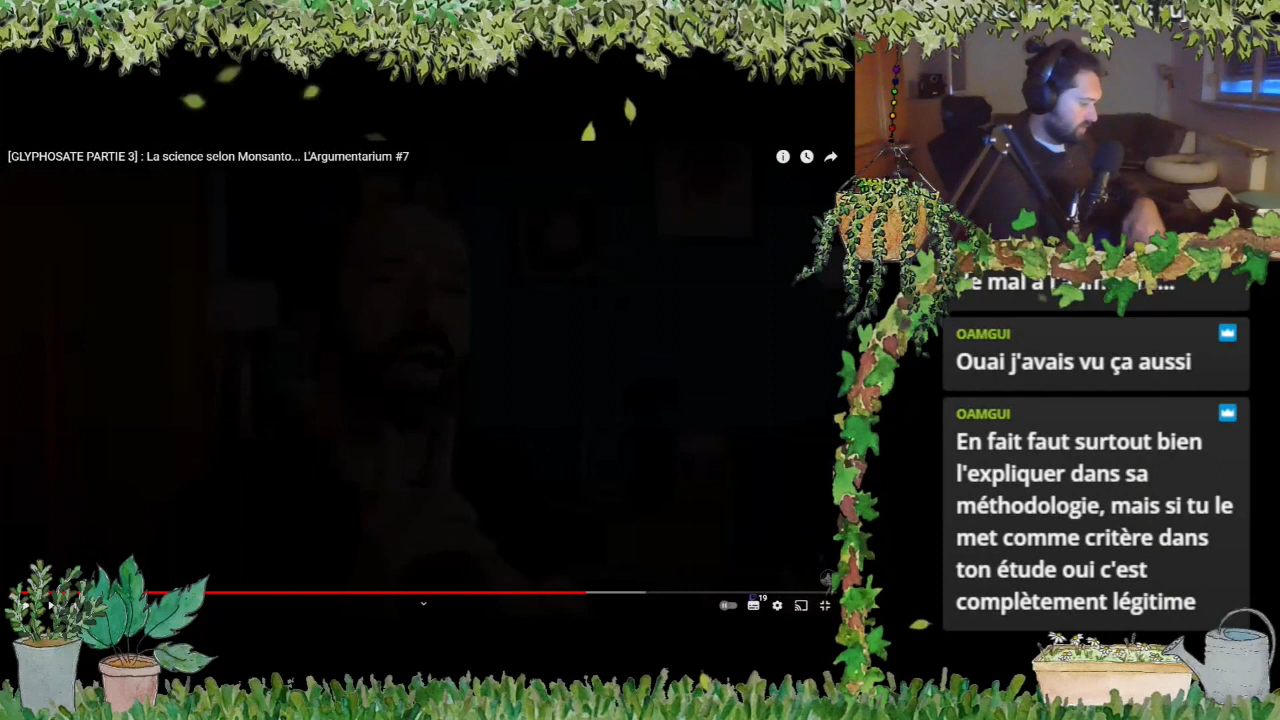 [GLYPHOSATE PARTIE 3] : La science selon Monsanto... L'Argumentarium #7
19
OAMGUI
Ouai j'avais vu ça aussi
OAMGUI
En fait faut surtout bien
l'expliquer dans sa
méthodologie, mais si tu le
met comme critère dans
ton étude oui c'est
complètement légitime